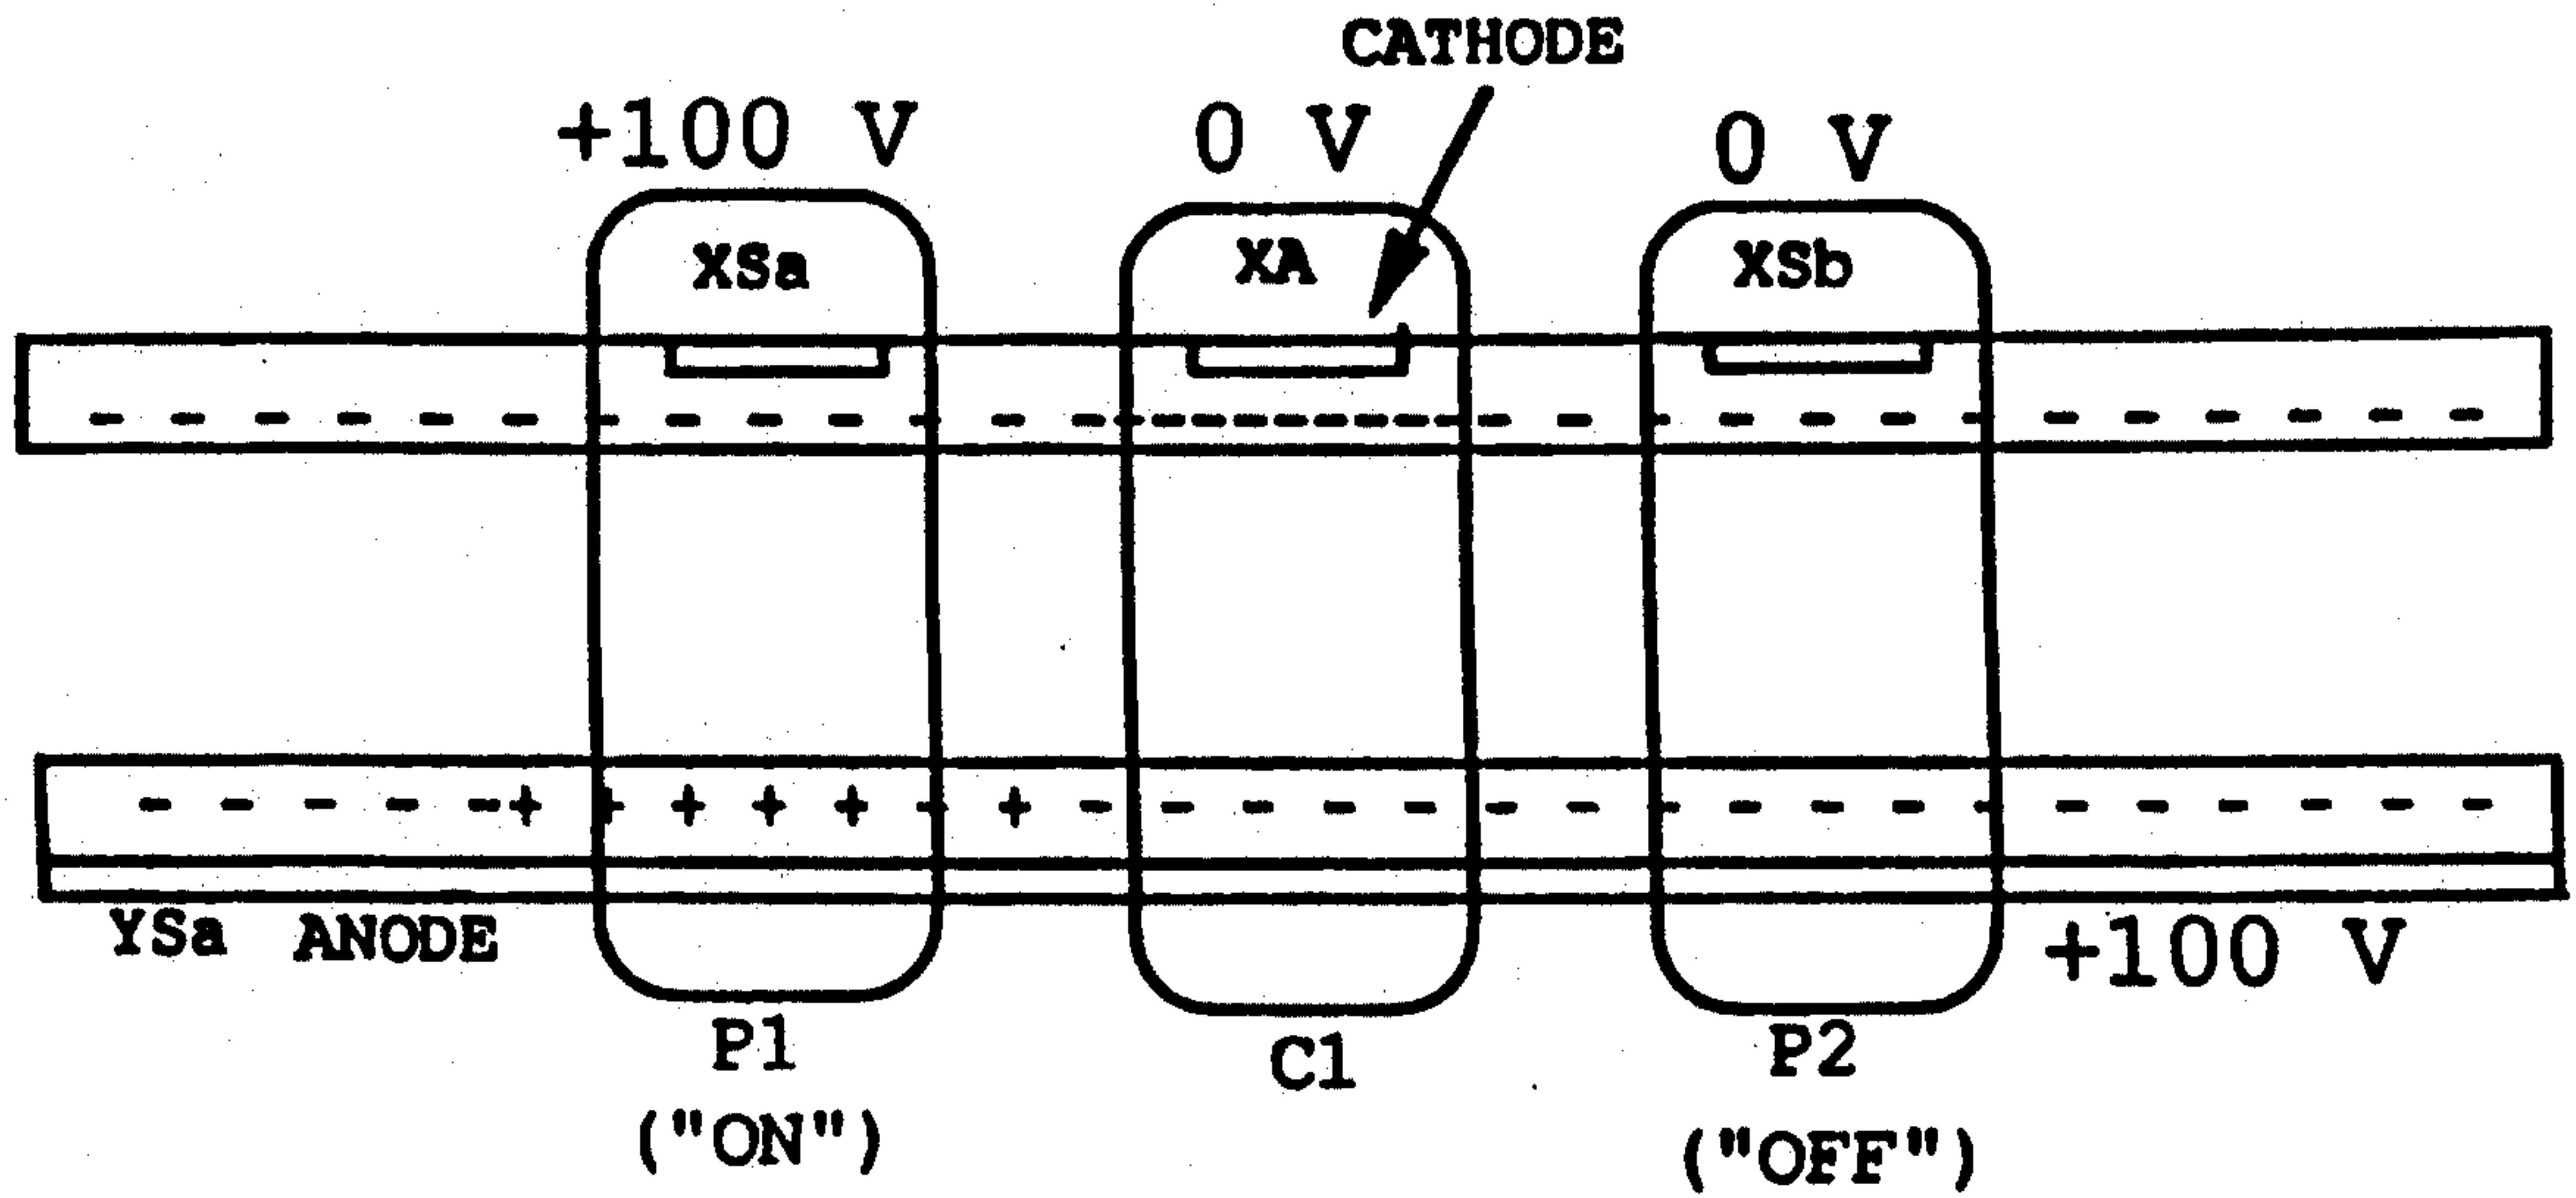 CATHODE
+100 V 0 V 0 V
XSa XA XSb
YSa ANODE +100 V
P1 C1 P2
("ON") ("OFF")